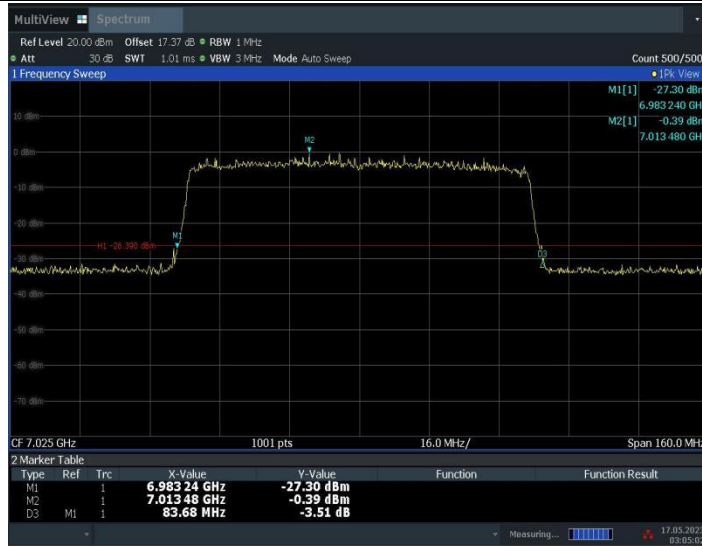 MultiView Spectrum
Ref Level 20.00 dBm Offset 17.37 dB RBW 1 MHz
Att 30 dB SWT 1.01 ms VBW 3 MHz Mode Auto Sweep Count 500/500
1 Frequency Sweep 1Pk View
M1[1] -27.30 dBm
6.983 240 GH
M2[1] -0.39 dBm
7.013 480 GH
10 dBm
M2
0 dBm
-10 dBm
-20 dBm
M1
H1 -26.390 dBm
D3
-30 dBm
-40 dBm
-50 dBm
-60 dBm
-70 dBm
CF 7.025 GHz 1001 pts 16.0 MHz/ Span 160.0 MHz
2 Marker Table
Type Ref Trc X-Value Y-Value Function Function Result
M1 1 6.983 24 GHz -27.30 dBm
M2 1 7.013 48 GHz -0.39 dBm
D3 M1 1 83.68 MHz -3.51 dB
Measuring... 17.05.2023